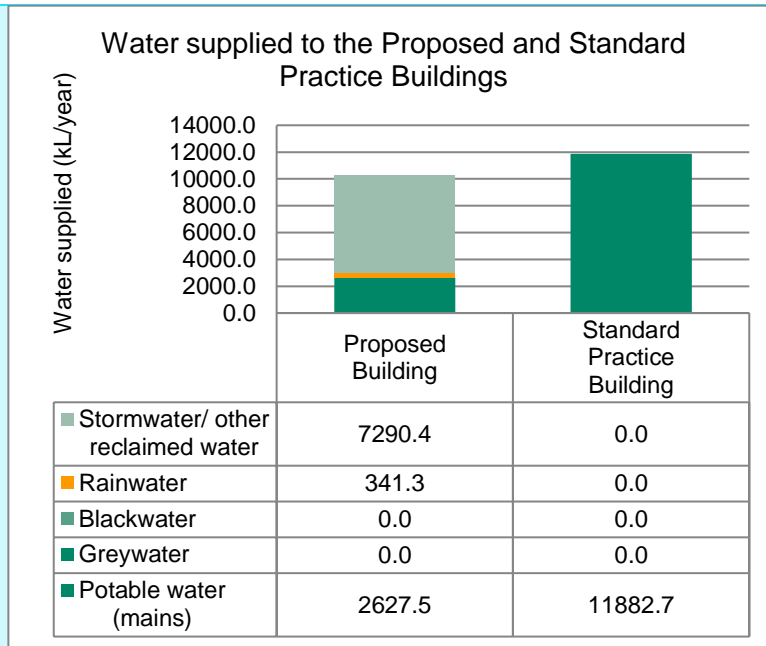 Water supplied to the Proposed and Standard
Practice Buildings
Water supplied (kL/year)
14000.0
12000.0
10000.0
8000.0
6000.0
4000.0
2000.0
0.0
Proposed
Building
Standard
Practice
Building
Stormwater/ other
reclaimed water
7290.4
0.0
Rainwater
341.3
0.0
Blackwater
0.0
0.0
Greywater
0.0
0.0
Potable water
(mains)
2627.5
11882.7